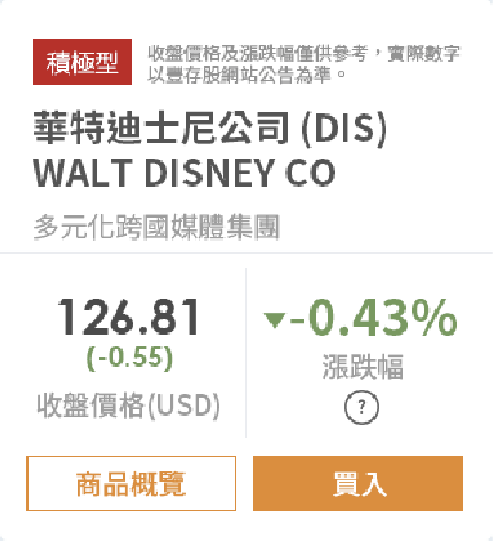 積極型
收盤價格及漲跌幅僅供參考，實際數字
以豐存股網站公告為準。
華特迪士尼公司 (DIS)
WALT DISNEY CO
多元化跨國媒體集團
126.81
(-0.55)
收盤價格(USD)
▼-0.43%
漲跌幅
?
商品概覽
買入